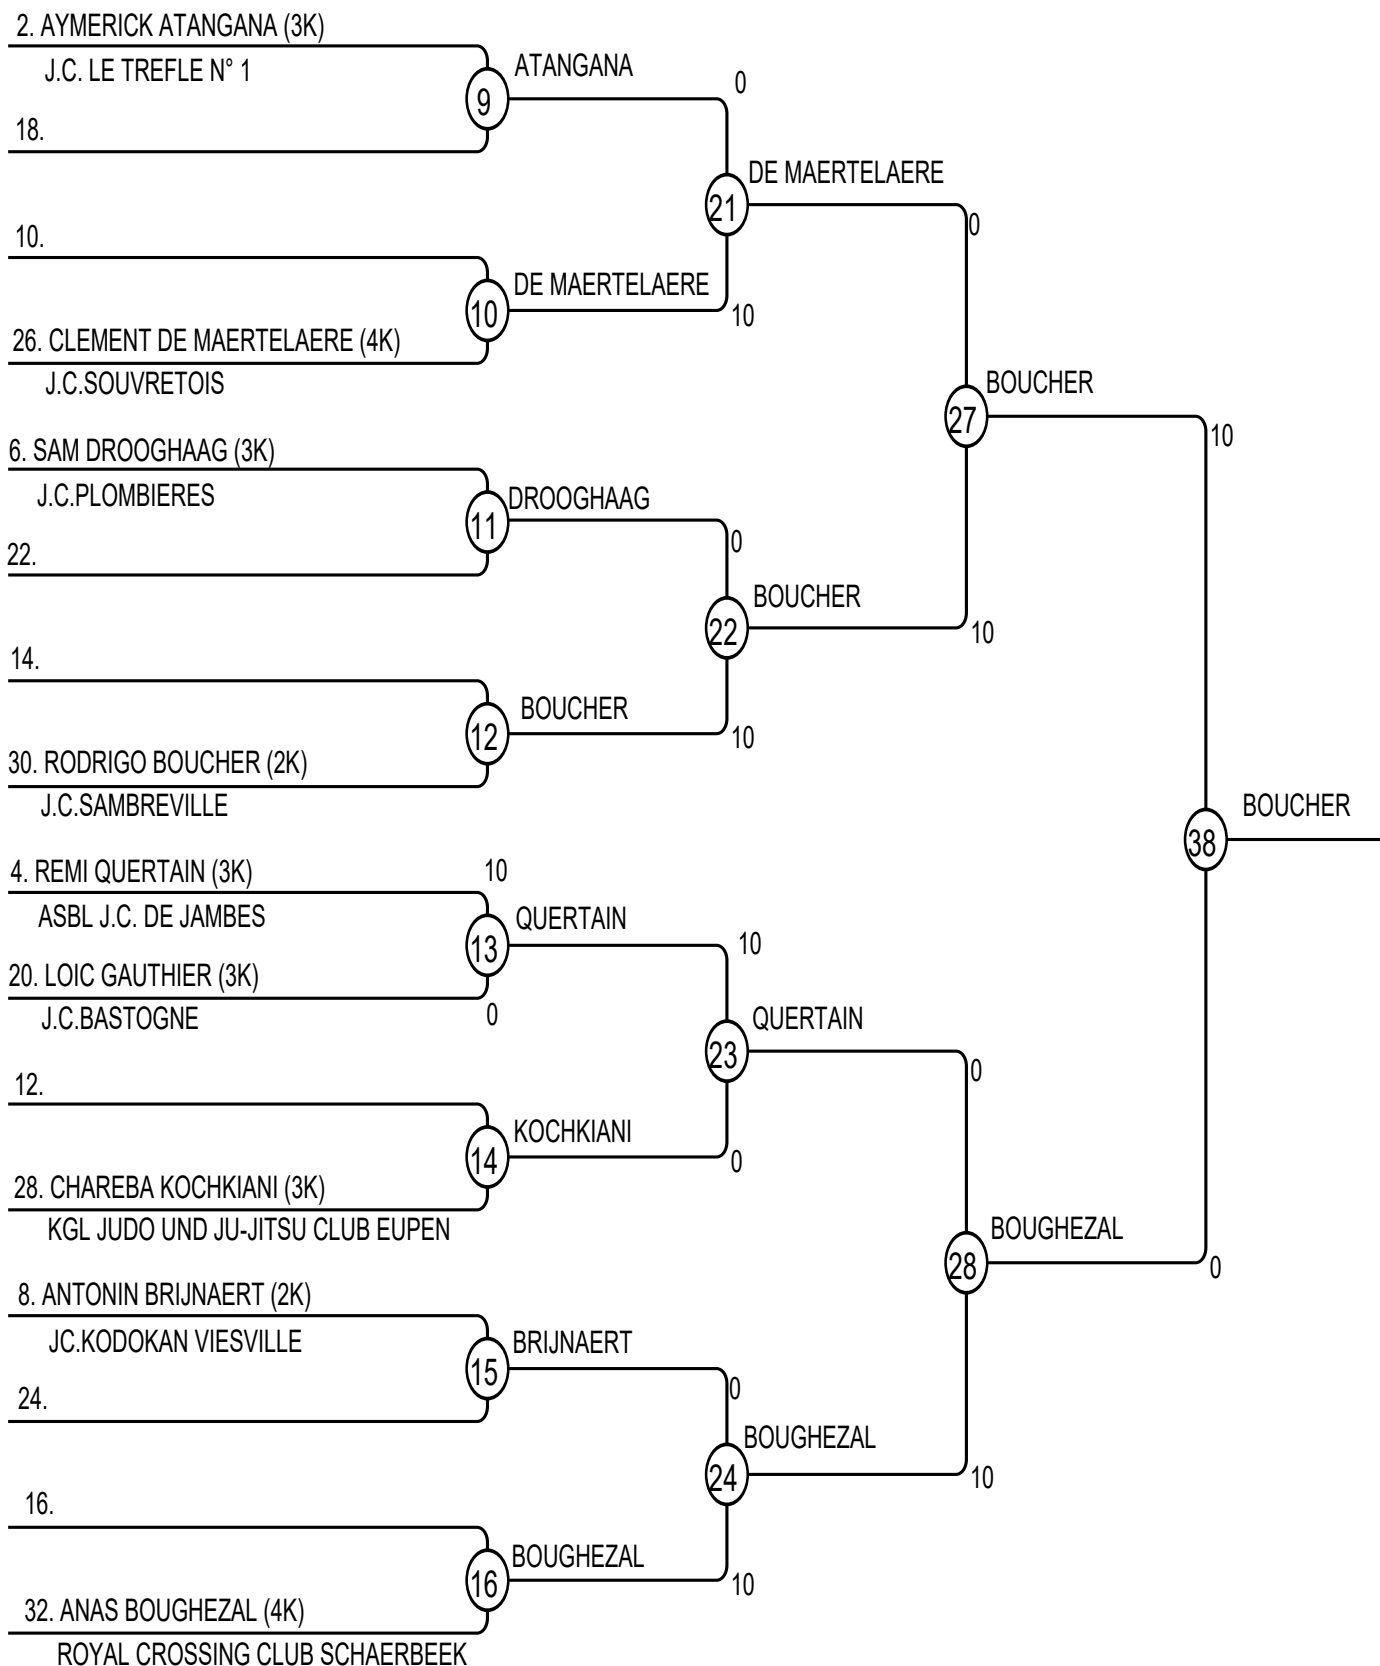 2. AYMERICK ATANGANA (3K)
J.C. LE TREFLE N° 1
9
ATANGANA
0
18.
DE MAERTELAERE
21
0
10.
DE MAERTELAERE
10
10
26. CLEMENT DE MAERTELAERE (4K)
J.C.SOUVRETOIS
BOUCHER
27
10
6. SAM DROOGHAAG (3K)
J.C.PLOMBIERES
DROOGHAAG
11
0
22.
BOUCHER
22
10
14.
BOUCHER
12
10
30. RODRIGO BOUCHER (2K)
J.C.SAMBREVILLE
BOUCHER
38
4. REMI QUERTAIN (3K)
10
ASBL J.C. DE JAMBES
QUERTAIN
13
10
20. LOIC GAUTHIER (3K)
J.C.BASTOGNE
0
QUERTAIN
23
0
12.
KOCHKIANI
14
0
28. CHAREBA KOCHKIANI (3K)
KGL JUDO UND JU-JITSU CLUB EUPEN
BOUGHEZAL
28
0
8. ANTONIN BRIJNAERT (2K)
JC.KODOKAN VIESVILLE
BRIJNAERT
15
0
24.
BOUGHEZAL
24
10
16.
BOUGHEZAL
16
10
32. ANAS BOUGHEZAL (4K)
ROYAL CROSSING CLUB SCHAERBEEK